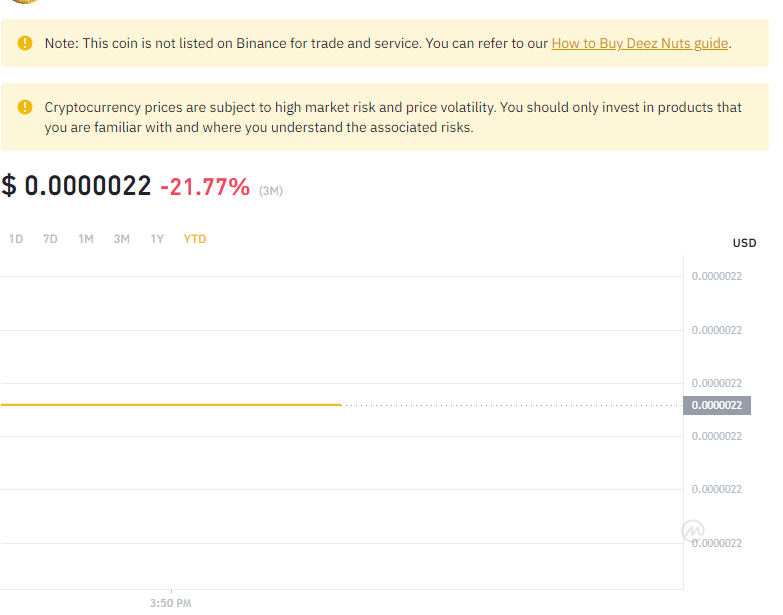 Note: This coin is not listed on Binance for trade and service. You can refer to our How to Buy Deez Nuts guide.
Cryptocurrency prices are subject to high market risk and price volatility. You should only invest in products that
you are familiar with and where you understand the associated risks.
$ 0.0000022 -21.77% (3M)
1D 7D 1M 3M 1Y YTD
USD
0.0000022
0.0000022
0.0000022
0.0000022
0.0000022
0.0000022
0.0000022
3:50 PM